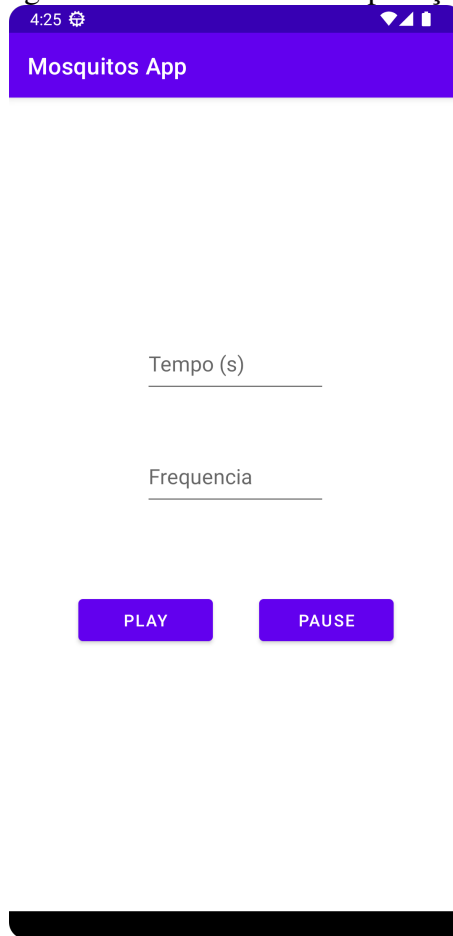 4:25
Mosquitos App
Tempo (s)
Frequencia
PLAY
PAUSE